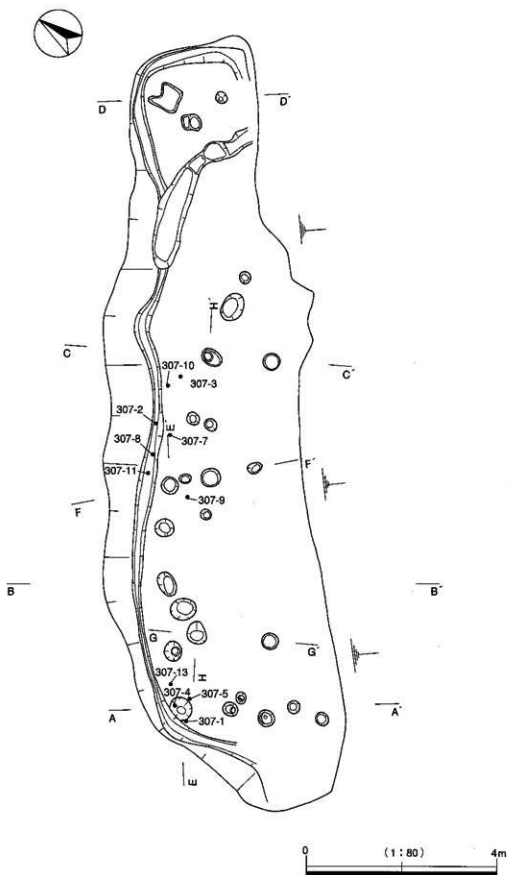 D D´
H´
C C´
307-10
307-3
307-2
E´
307-7
307-8
F´
307-11
307-9
F
B B´
G G´
H
307-13
307-4 307-5
A A´
307-1
E
0 (1:80) 4m